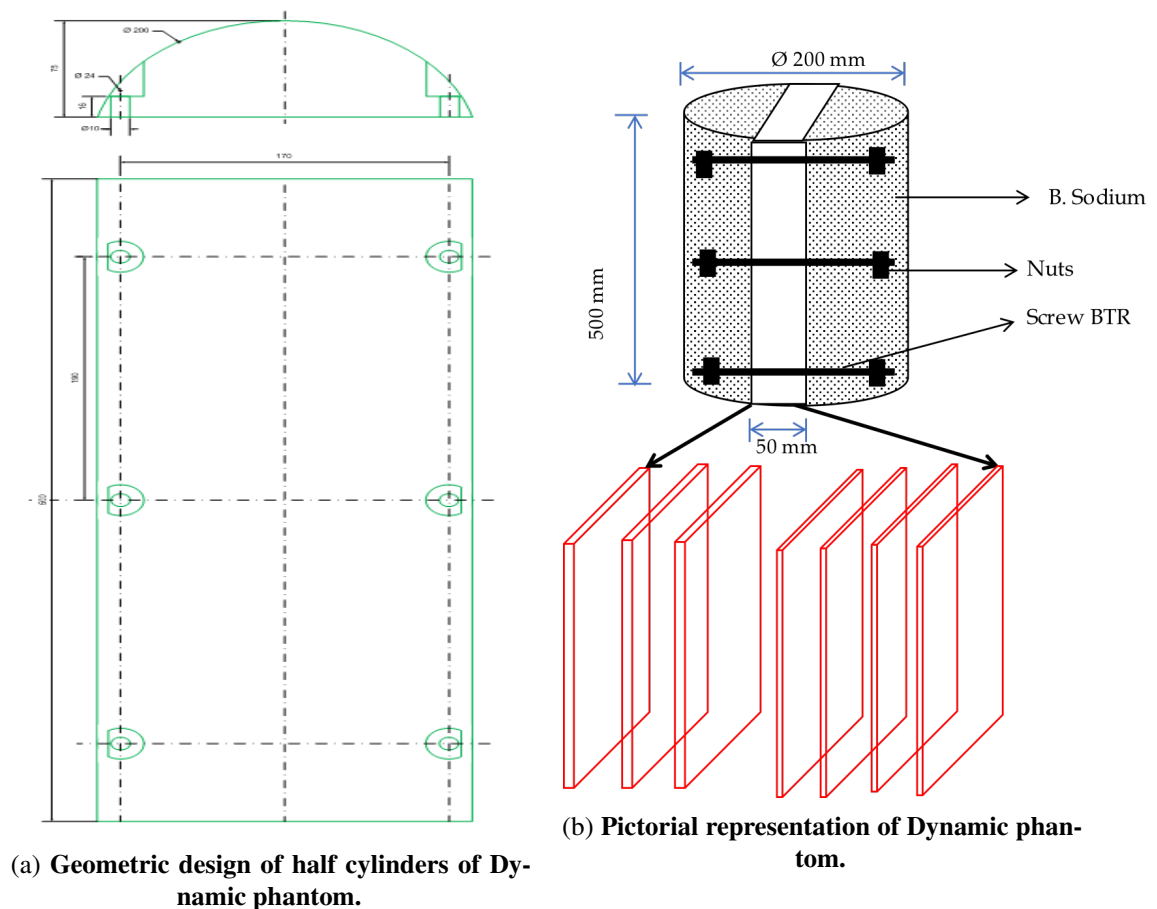 Ø 200
75
Ø 24
16
Ø10
170
190
Ø 200 mm
500 mm
B. Sodium
Nuts
Screw BTR
50 mm
(a) Geometric design of half cylinders of Dy-
namic phantom.
(b) Pictorial representation of Dynamic phan-
tom.